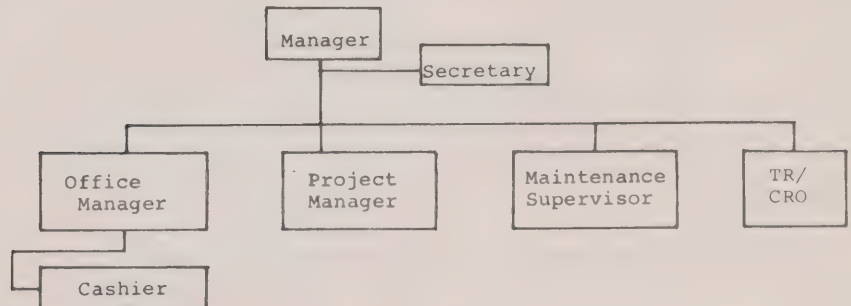 Manager
Secretary
Office
Manager
Project
Manager
Maintenance
Supervisor
TR/
CRO
Cashier